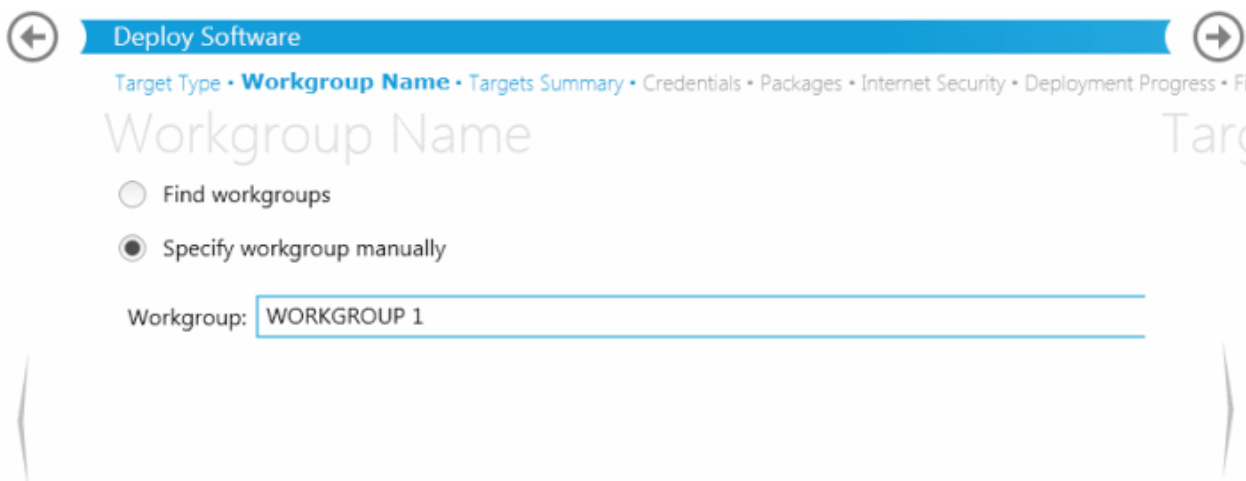 Deploy Software
Target Type • Workgroup Name • Targets Summary • Credentials • Packages • Internet Security • Deployment Progress •
Workgroup Name
Find workgroups
Specify workgroup manually
Workgroup: WORKGROUP 1